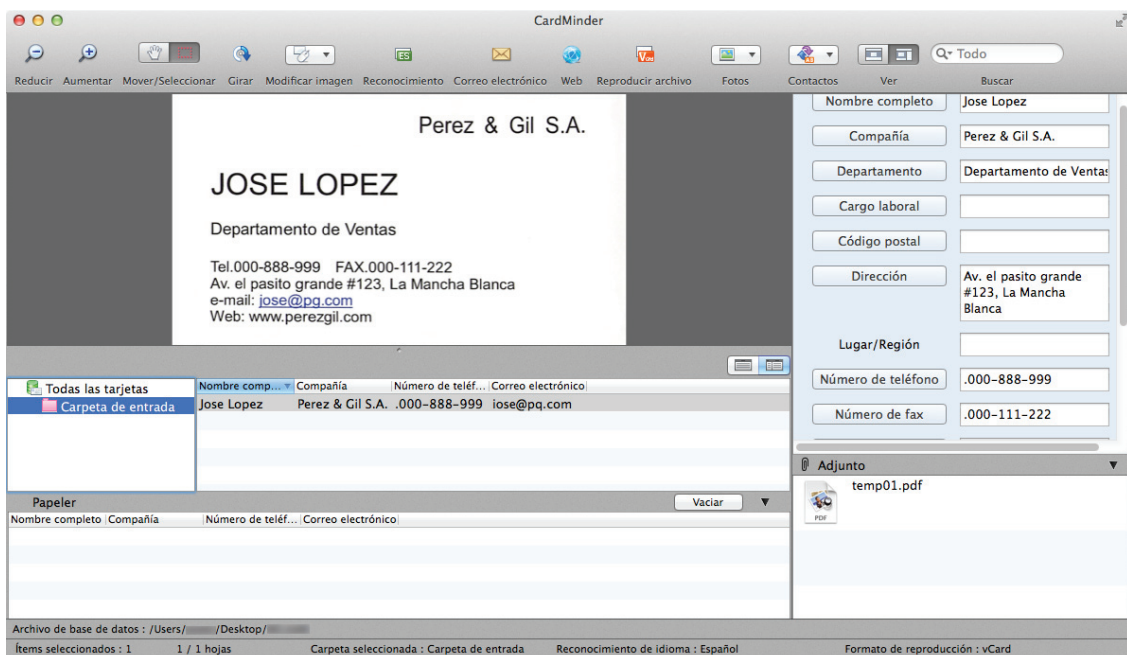 CardMinder
Reducir Aumentar Mover/Seleccionar Girar Modificar imagen Reconocimiento Correo electrónico Web Reproducir archivo Fotos Contactos Ver Buscar
ES
Todo
Perez & Gil S.A.
JOSE LOPEZ
Departamento de Ventas
Tel.000-888-999 FAX.000-111-222
Av. el pasito grande #123, La Mancha Blanca
e-mail: jose@pq.com
Web: www.perezgil.com
Nombre completo Jose Lopez
Compañía Perez & Gil S.A.
Departamento Departamento de Ventas
Cargo laboral
Código postal
Dirección Av. el pasito grande
#123, La Mancha
Blanca
Lugar/Región
Número de teléfono .000-888-999
Número de fax .000-111-222
Todas las tarjetas
Carpeta de entrada
Nombre comp... Compañía Número de teléf... Correo electrónico
Jose Lopez Perez & Gil S.A. .000-888-999 iose@pq.com
Papeler Vaciar
Nombre completo Compañía Número de teléf... Correo electrónico
Adjunto
temp01.pdf
PDF
Archivo de base de datos : /Users/ /Desktop/
Ítems seleccionados : 1 1 / 1 hojas Carpeta seleccionada : Carpeta de entrada Reconocimiento de idioma : Español Formato de reproducción : vCard